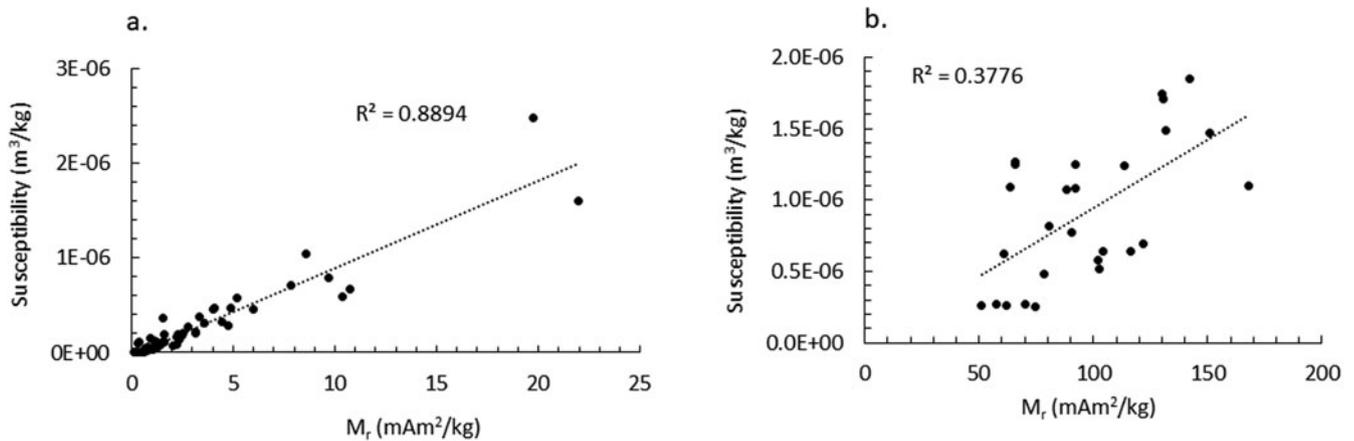 a.
Susceptibility (m³/kg)
3E-06
2E-06
1E-06
0E+00
R² = 0.8894
0 5 10 15 20 25
Mᵣ (mAm²/kg)
b.
Susceptibility (m³/kg)
2.0E-06
1.5E-06
1.0E-06
0.5E-06
0.0E+00
R² = 0.3776
0 50 100 150 200
Mᵣ (mAm²/kg)